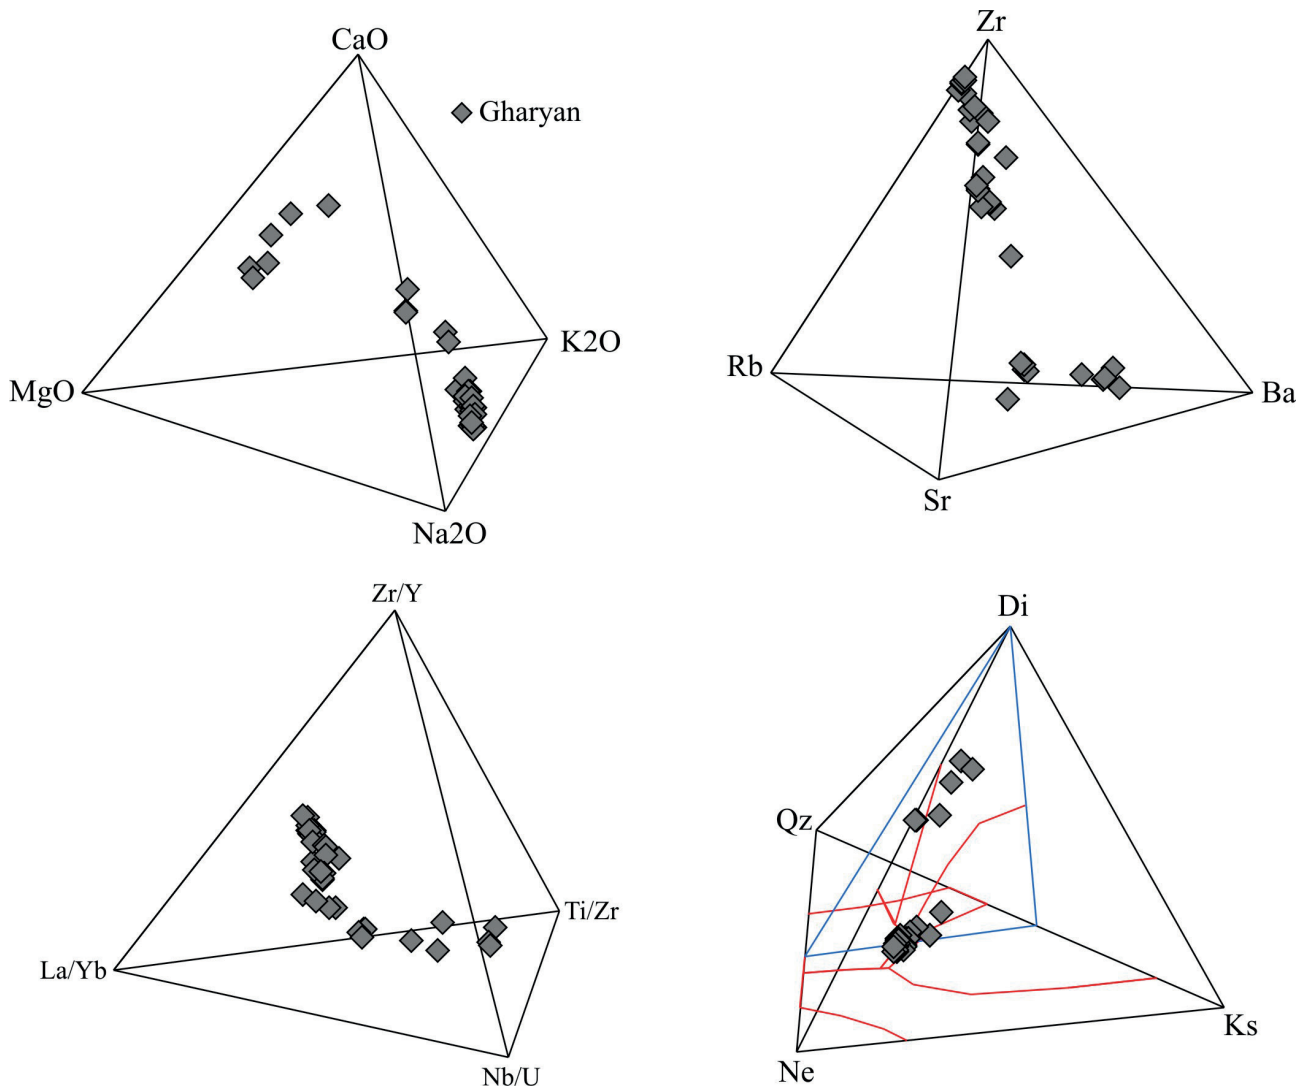 CaO
Gharyan
K2O
MgO
Na2O
Zr
Rb
Ba
Sr
Zr/Y
Ti/Zr
La/Yb
Nb/U
Di
Qz
Ks
Ne